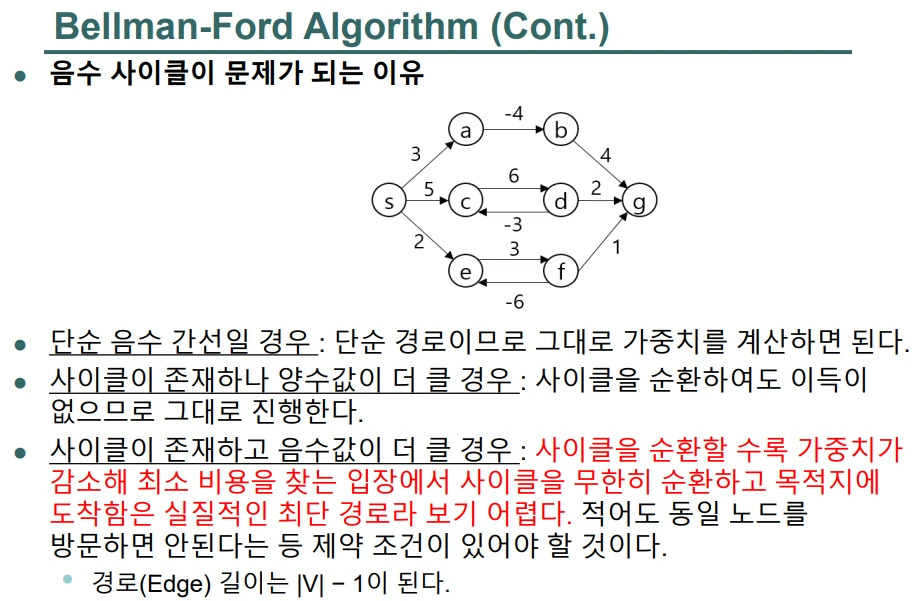 Bellman-Ford Algorithm (Cont.)
음수 사이클이 문제가 되는 이유
-4
a
b
3
4
6
s
5
c
d
2
g
-3
2
3
1
e
f
-6
단순 음수 간선일 경우 : 단순 경로이므로 그대로 가중치를 계산하면 된다.
사이클이 존재하나 양수값이 더 클 경우 : 사이클을 순환하여도 이득이
없으므로 그대로 진행한다.
사이클이 존재하고 음수값이 더 클 경우 : 사이클을 순환할 수록 가중치가
감소해 최소 비용을 찾는 입장에서 사이클을 무한히 순환하고 목적지에
도착함은 실질적인 최단 경로라 보기 어렵다. 적어도 동일 노드를
방문하면 안된다는 등 제약 조건이 있어야 할 것이다.
경로(Edge) 길이는 |V| − 1이 된다.